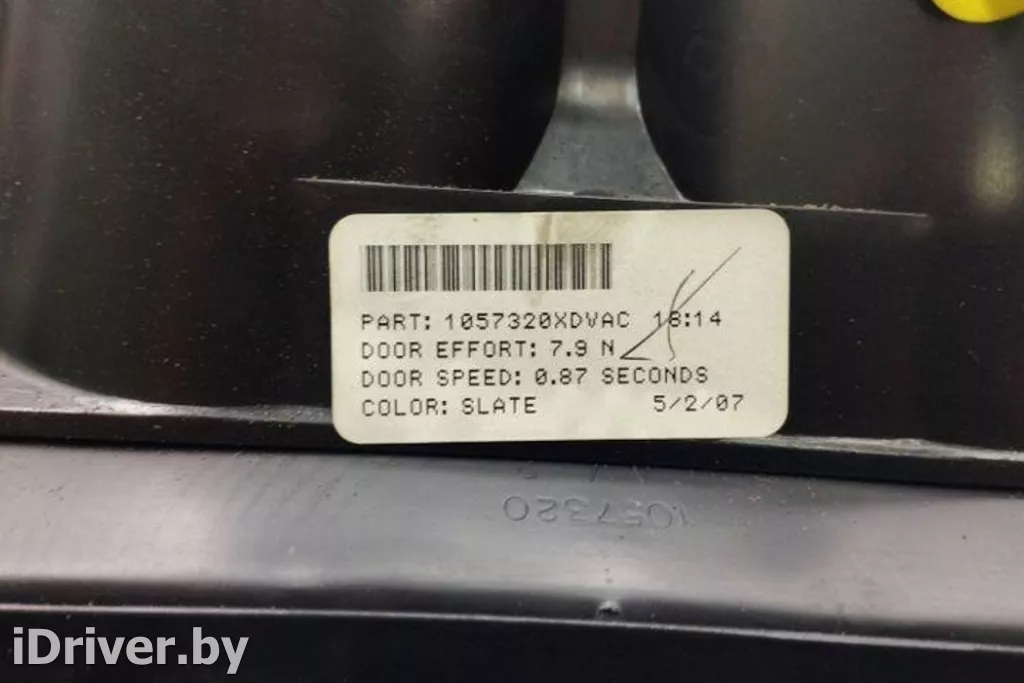 PART: 1057320XDVAC 18:14
DOOR EFFORT: 7.9 N
DOOR SPEED: 0.87 SECONDS
COLOR: SLATE 5/2/07
1057320
iDriver.by